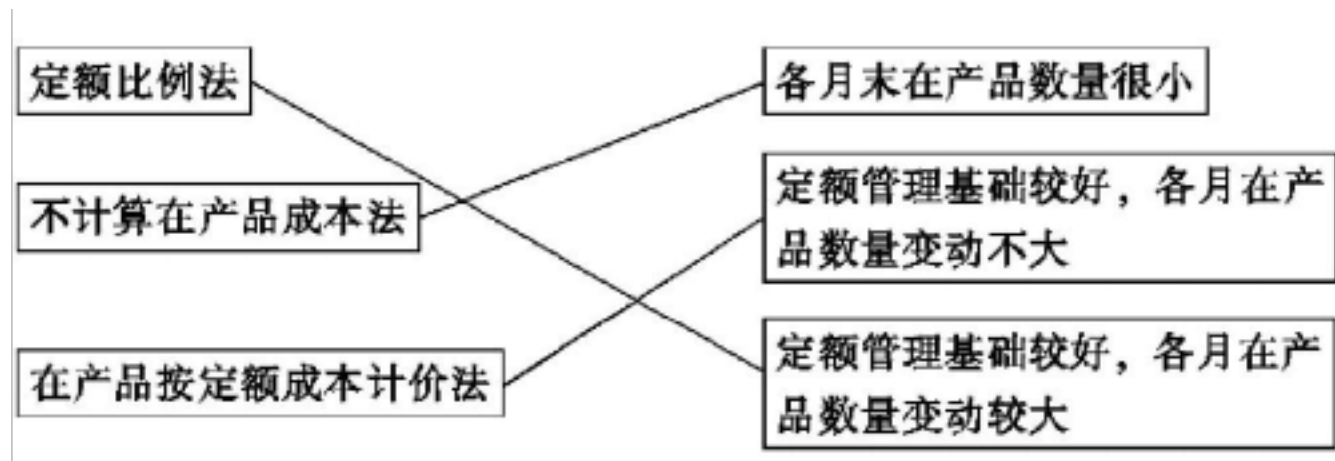 定额比例法
不计算在产品成本法
在产品按定额成本计价法
各月末在产品数量很小
定额管理基础较好，各月在产
品数量变动不大
定额管理基础较好，各月在产
品数量变动较大